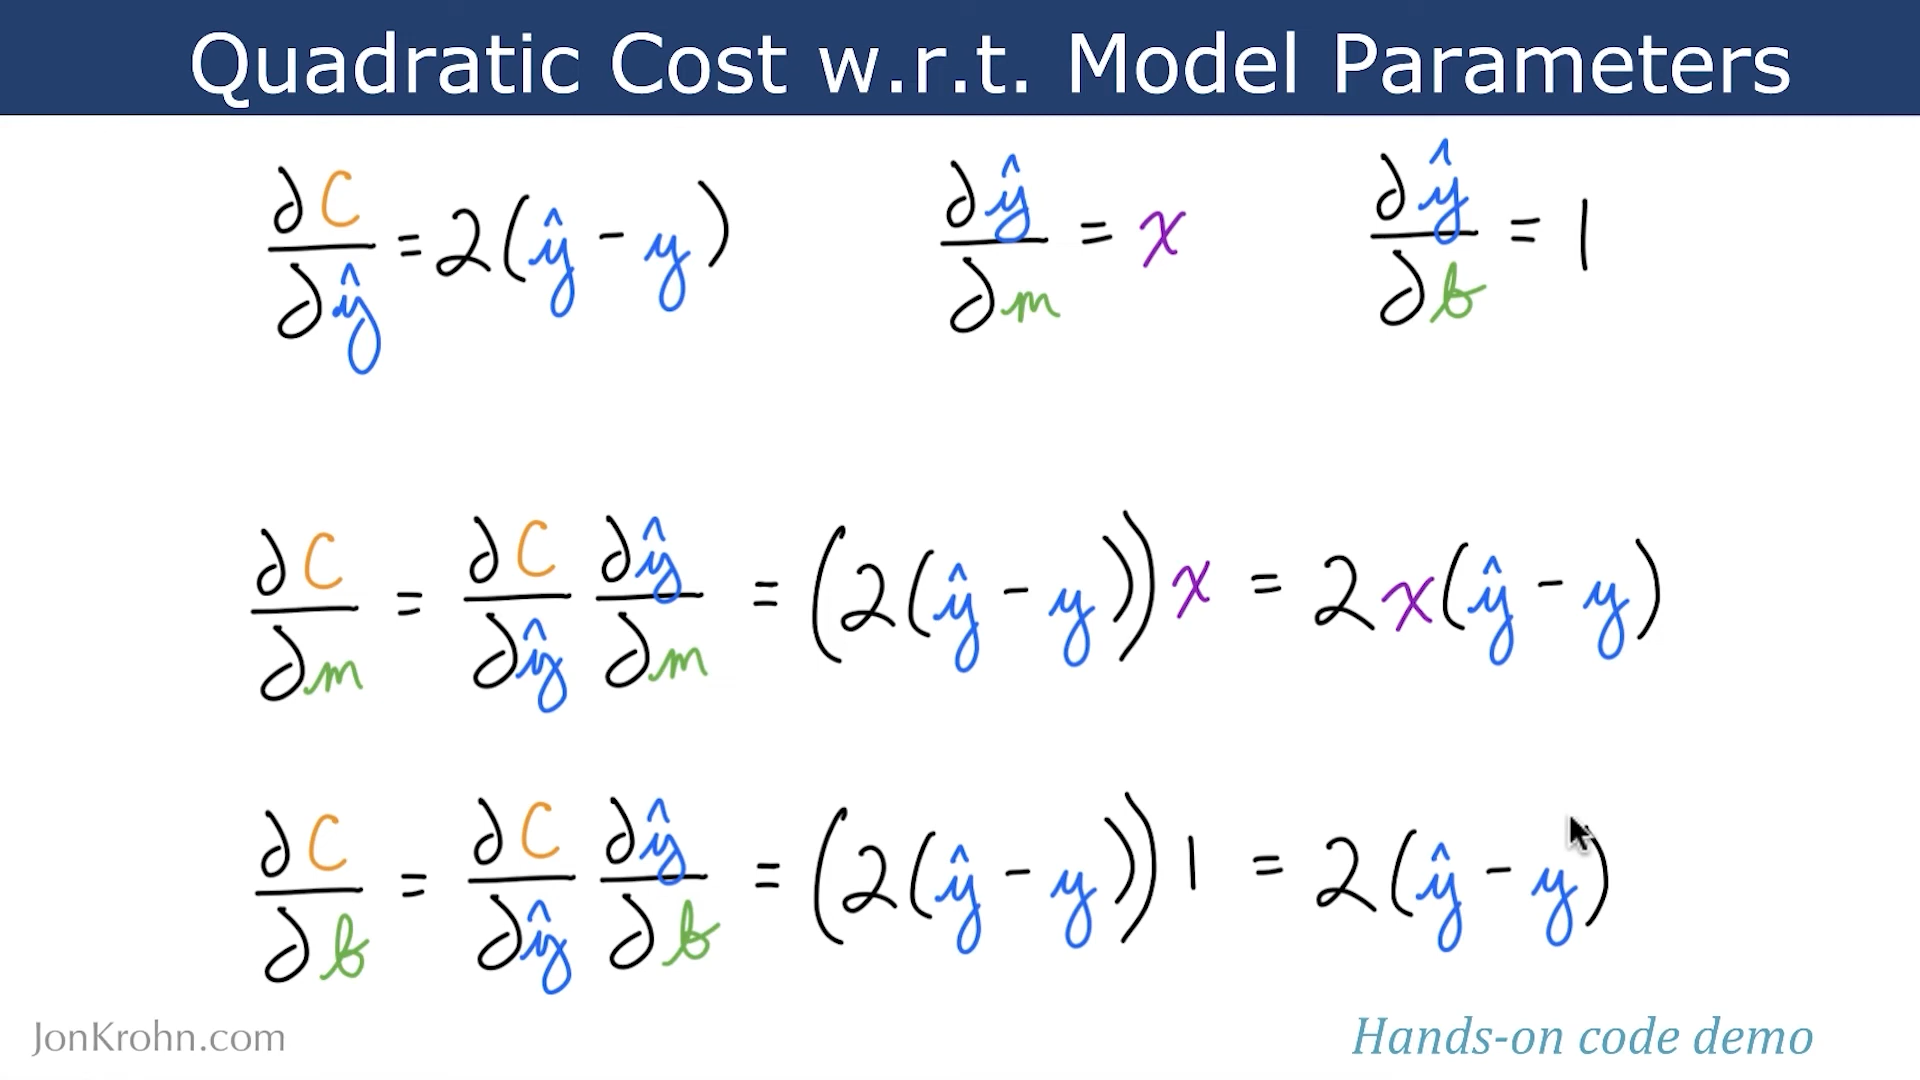 Quadratic Cost w.r.t. Model Parameters
∂C/∂ŷ = 2(ŷ - y) ∂ŷ/∂m = x ∂ŷ/∂b = 1
∂C/∂m = ∂C/∂ŷ ∂ŷ/∂m = (2(ŷ - y))x = 2x(ŷ - y)
∂C/∂b = ∂C/∂ŷ ∂ŷ/∂b = (2(ŷ - y))1 = 2(ŷ - y)
JonKrohn.com Hands-on code demo